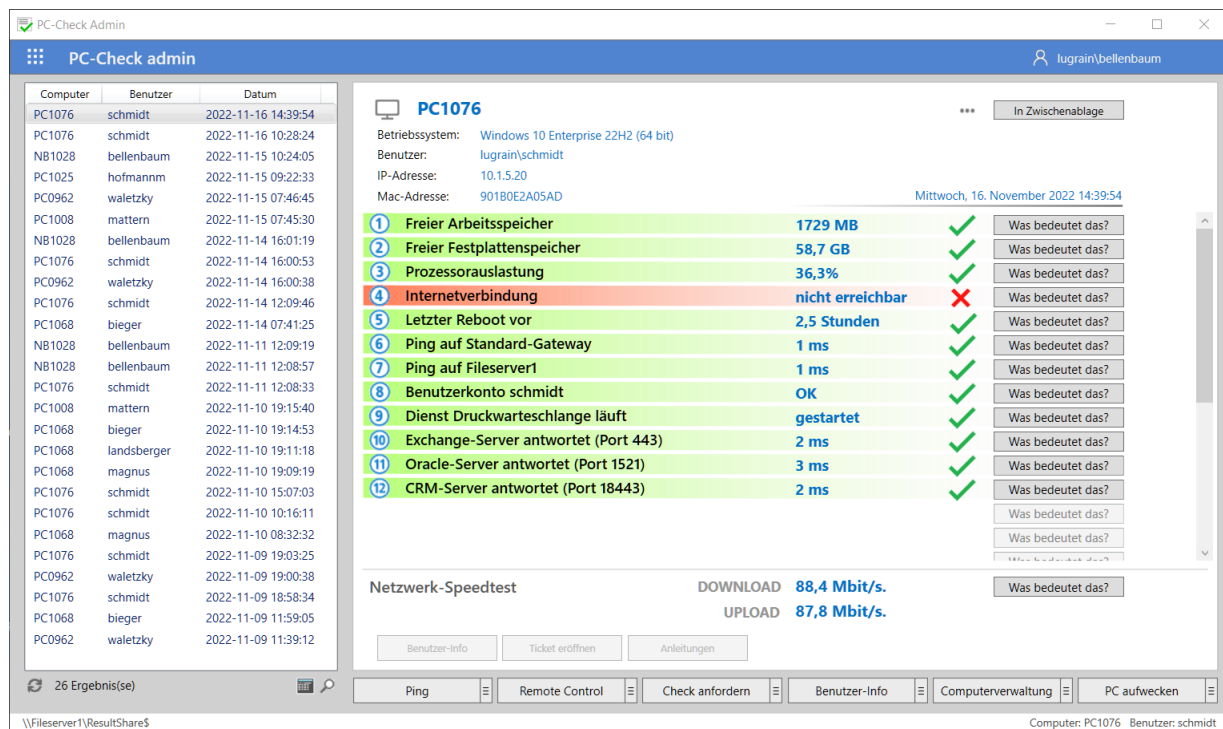 PC-Check Admin
PC-Check admin
lugrain\bellenbaum
Computer Benutzer Datum
PC1076 schmidt 2022-11-16 14:39:54
PC1076 schmidt 2022-11-16 10:28:24
NB1028 bellenbaum 2022-11-15 10:24:05
PC1025 hofmannm 2022-11-15 09:22:33
PC0962 waletzky 2022-11-15 07:46:45
PC1008 mattern 2022-11-15 07:45:30
NB1028 bellenbaum 2022-11-14 16:01:19
PC1076 schmidt 2022-11-14 16:00:53
PC0962 waletzky 2022-11-14 16:00:38
PC1076 schmidt 2022-11-14 12:09:46
PC1068 bieger 2022-11-14 07:41:25
NB1028 bellenbaum 2022-11-11 12:09:19
NB1028 bellenbaum 2022-11-11 12:08:57
PC1076 schmidt 2022-11-11 12:08:33
PC1008 mattern 2022-11-10 19:15:40
PC1068 bieger 2022-11-10 19:14:53
PC1068 landsberger 2022-11-10 19:11:18
PC1068 magnus 2022-11-10 19:09:19
PC1076 schmidt 2022-11-10 15:07:03
PC1076 schmidt 2022-11-10 10:16:11
PC1068 magnus 2022-11-10 08:32:32
PC1076 schmidt 2022-11-09 19:03:25
PC0962 waletzky 2022-11-09 19:00:38
PC1076 schmidt 2022-11-09 18:58:34
PC1068 bieger 2022-11-09 11:59:05
PC0962 waletzky 2022-11-09 11:39:12
26 Ergebnis(se)
PC1076
In Zwischenablage
Betriebssystem: Windows 10 Enterprise 22H2 (64 bit)
Benutzer: lugrain\schmidt
IP-Adresse: 10.1.5.20
Mac-Adresse: 901B0E2A05AD
Mittwoch, 16. November 2022 14:39:54
1 Freier Arbeitsspeicher 1729 MB Was bedeutet das?
2 Freier Festplattenspeicher 58,7 GB Was bedeutet das?
3 Prozessorauslastung 36,3% Was bedeutet das?
4 Internetverbindung nicht erreichbar Was bedeutet das?
5 Letzter Reboot vor 2,5 Stunden Was bedeutet das?
6 Ping auf Standard-Gateway 1 ms Was bedeutet das?
7 Ping auf Fileserver1 1 ms Was bedeutet das?
8 Benutzerkonto schmidt OK Was bedeutet das?
9 Dienst Druckwarteschlange läuft gestartet Was bedeutet das?
10 Exchange-Server antwortet (Port 443) 2 ms Was bedeutet das?
11 Oracle-Server antwortet (Port 1521) 3 ms Was bedeutet das?
12 CRM-Server antwortet (Port 18443) 2 ms Was bedeutet das?
Was bedeutet das?
Was bedeutet das?
Was bedeutet das?
Netzwerk-Speedtest DOWNLOAD 88,4 Mbit/s. Was bedeutet das?
UPLOAD 87,8 Mbit/s.
Benutzer-Info Ticket eröffnen Anleitungen
Ping Remote Control Check anfordern Benutzer-Info Computerverwaltung PC aufwecken
\\Fileserver1\ResultShare$
Computer: PC1076 Benutzer: schmidt